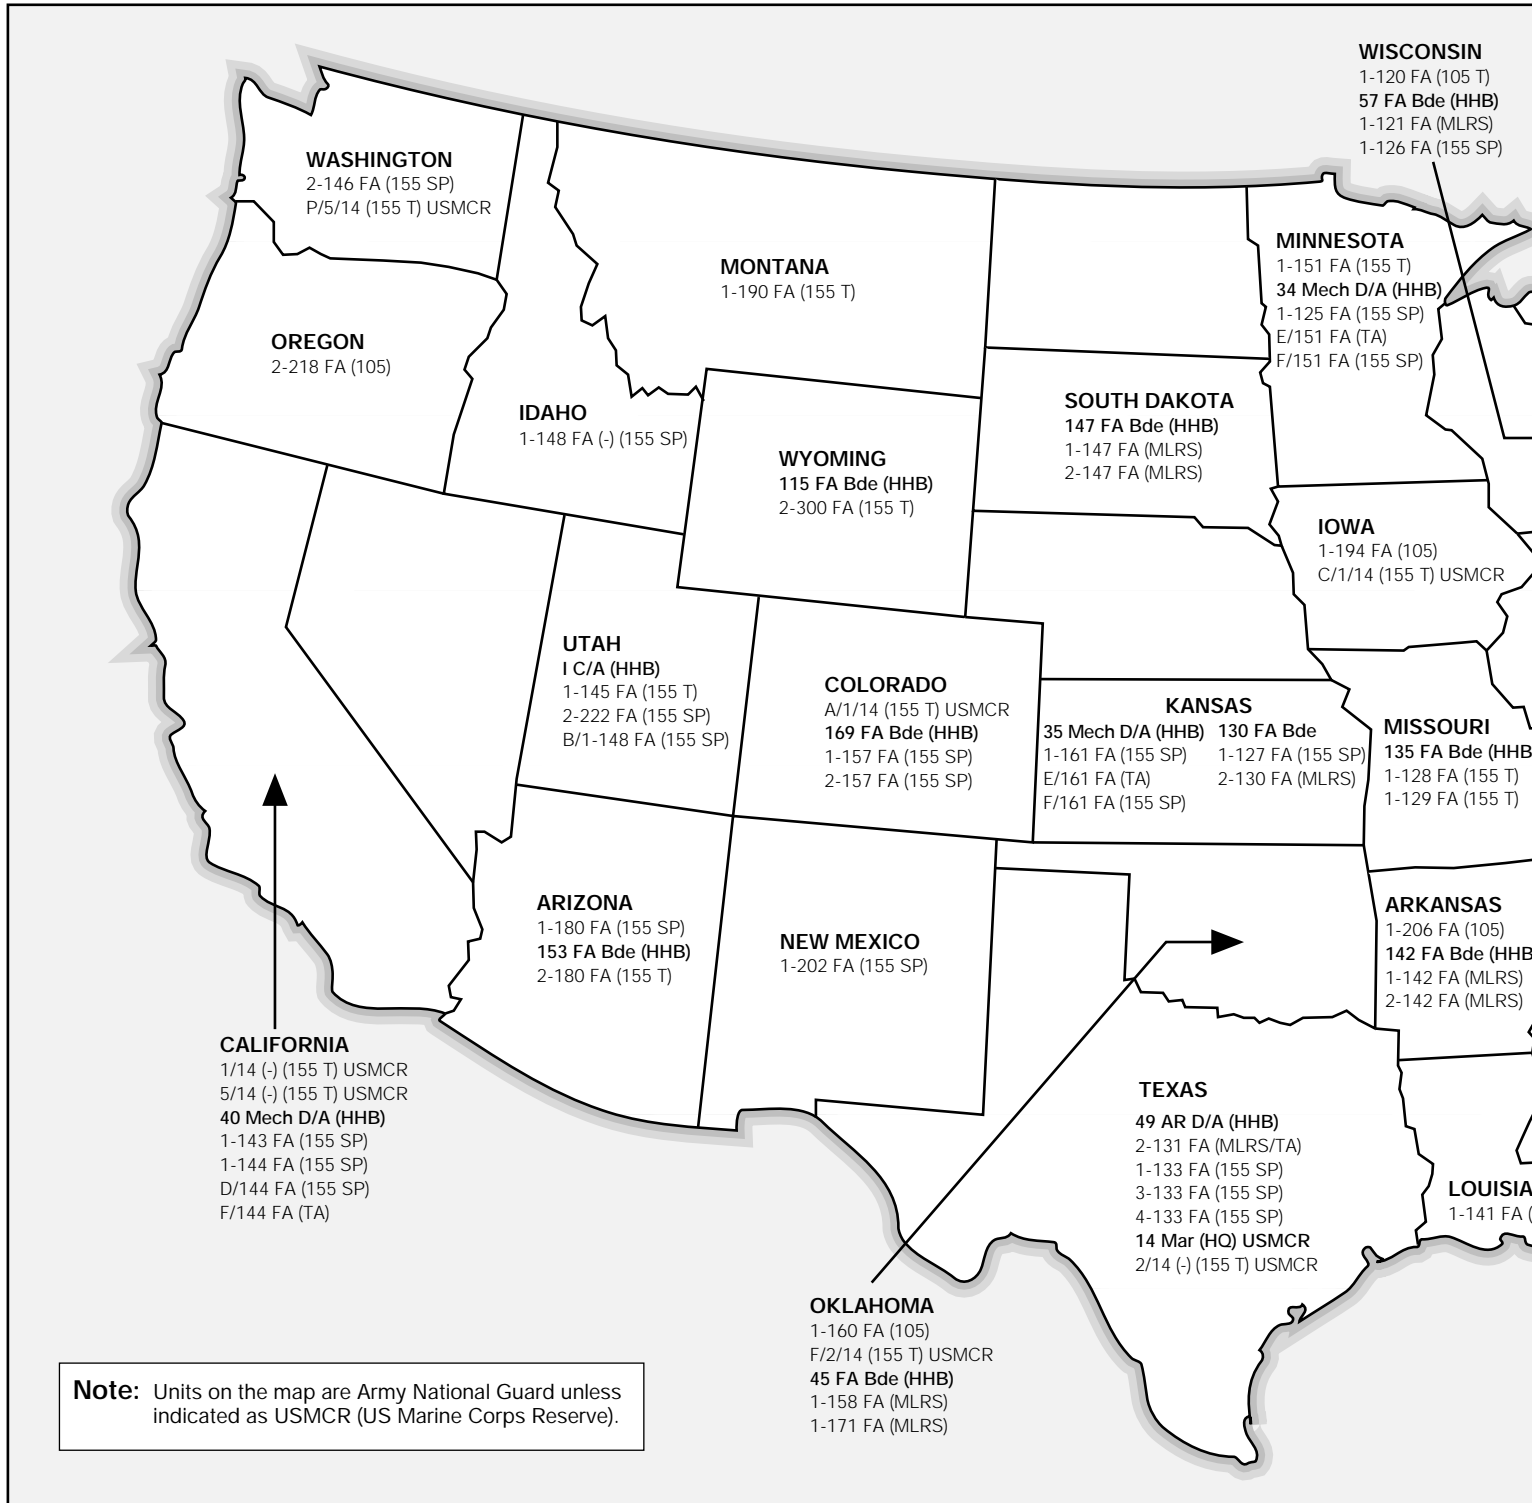 WISCONSIN
1-120 FA (105 T)
57 FA Bde (HHB)
1-121 FA (MLRS)
1-126 FA (155 SP)
WASHINGTON
2-146 FA (155 SP)
P/5/14 (155 T) USMCR
MONTANA
1-190 FA (155 T)
MINNESOTA
1-151 FA (155 T)
34 Mech D/A (HHB)
1-125 FA (155 SP)
E/151 FA (TA)
F/151 FA (155 SP)
OREGON
2-218 FA (105)
IDAHO
1-148 FA (-) (155 SP)
WYOMING
115 FA Bde (HHB)
2-300 FA (155 T)
SOUTH DAKOTA
147 FA Bde (HHB)
1-147 FA (MLRS)
2-147 FA (MLRS)
IOWA
1-194 FA (105)
C/1/14 (155 T) USMCR
UTAH
I C/A (HHB)
1-145 FA (155 T)
2-222 FA (155 SP)
B/1-148 FA (155 SP)
COLORADO
A/1/14 (155 T) USMCR
169 FA Bde (HHB)
1-157 FA (155 SP)
2-157 FA (155 SP)
KANSAS
35 Mech D/A (HHB)
1-161 FA (155 SP)
E/161 FA (TA)
F/161 FA (155 SP)
130 FA Bde
1-127 FA (155 SP)
2-130 FA (MLRS)
MISSOURI
135 FA Bde (HHB
1-128 FA (155 T)
1-129 FA (155 T)
ARIZONA
1-180 FA (155 SP)
153 FA Bde (HHB)
2-180 FA (155 T)
NEW MEXICO
1-202 FA (155 SP)
ARKANSAS
1-206 FA (105)
142 FA Bde (HHB
1-142 FA (MLRS)
2-142 FA (MLRS)
CALIFORNIA
1/14 (-) (155 T) USMCR
5/14 (-) (155 T) USMCR
40 Mech D/A (HHB)
1-143 FA (155 SP)
1-144 FA (155 SP)
D/144 FA (155 SP)
F/144 FA (TA)
TEXAS
49 AR D/A (HHB)
2-131 FA (MLRS/TA)
1-133 FA (155 SP)
3-133 FA (155 SP)
4-133 FA (155 SP)
14 Mar (HQ) USMCR
2/14 (-) (155 T) USMCR
LOUISIA
1-141 FA (
OKLAHOMA
1-160 FA (105)
F/2/14 (155 T) USMCR
45 FA Bde (HHB)
1-158 FA (MLRS)
1-171 FA (MLRS)
Note: Units on the map are Army National Guard unless
indicated as USMCR (US Marine Corps Reserve).